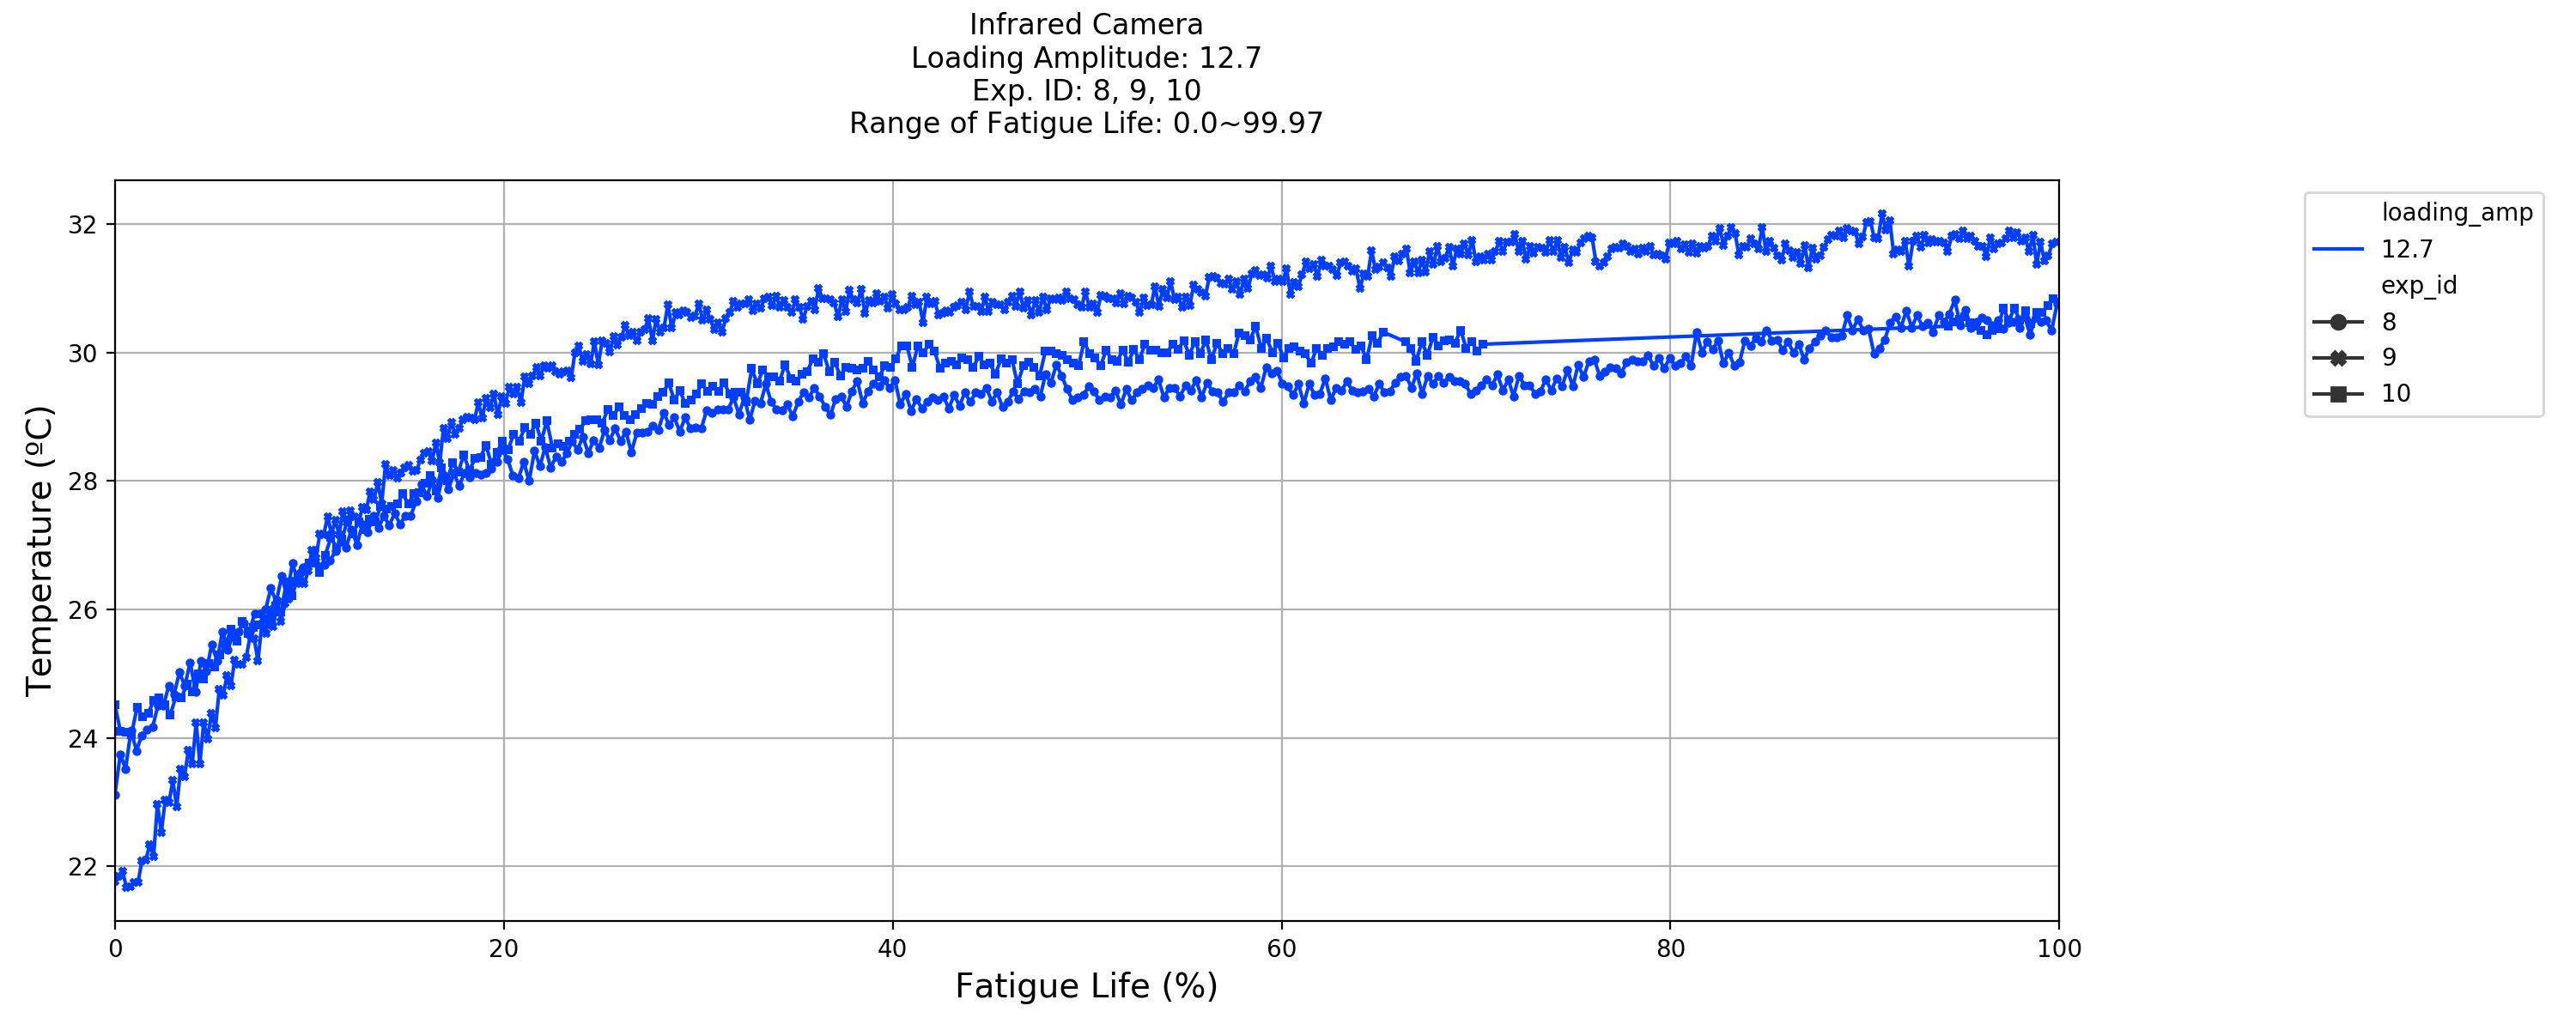 Infrared Camera
Loading Amplitude: 12.7
Exp. ID: 8, 9, 10
Range of Fatigue Life: 0.0~99.97
32
30
28
26
24
22
Temperature (ºC)
0 20 40 60 80 100
Fatigue Life (%)
loading_amp
12.7
exp_id
8
9
10